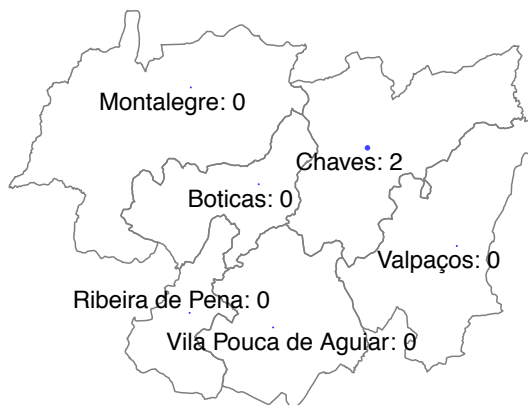 Montalegre: 0
Chaves: 2
Boticas: 0
Valpaços: 0
Ribeira de Pena: 0
Vila Pouca de Aguiar: 0